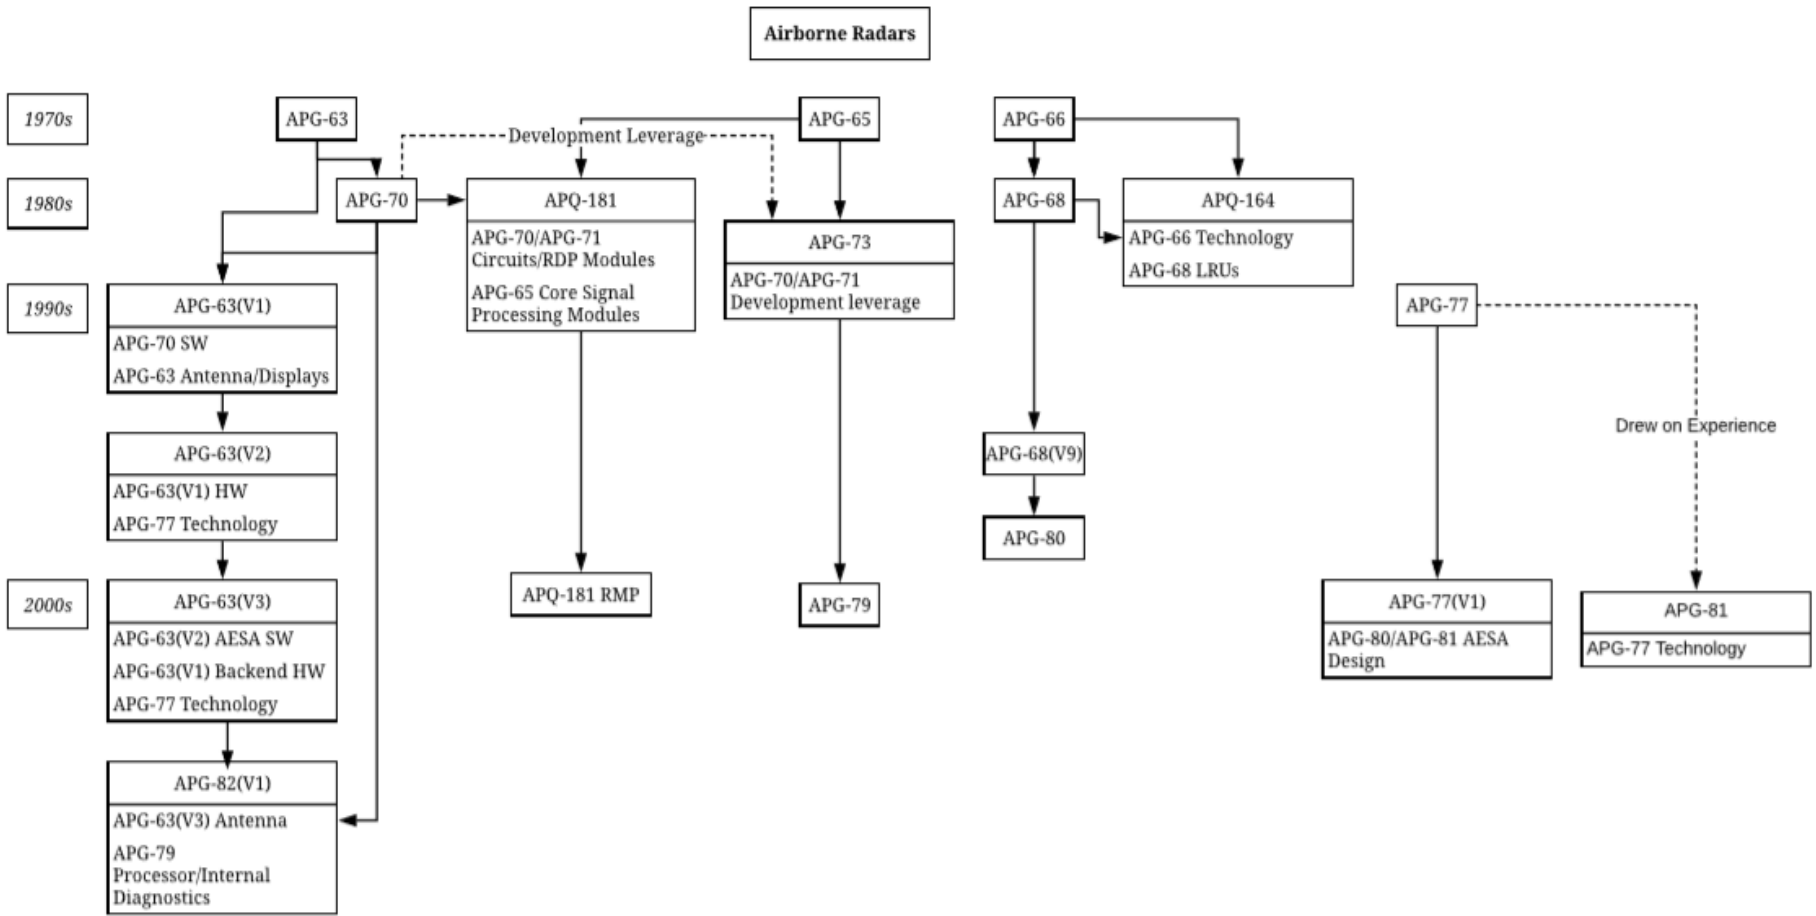 Airborne Radars
1970s
APG-63
APG-65
APG-66
Development Leverage
1980s
APG-70
APQ-181
APG-70/APG-71
Circuits/RDP Modules
APG-65 Core Signal
Processing Modules
APG-73
APG-70/APG-71
Development leverage
APG-68
APQ-164
APG-66 Technology
APG-68 LRUs
1990s
APG-63(V1)
APG-70 SW
APG-63 Antenna/Displays
APG-77
Drew on Experience
APG-63(V2)
APG-63(V1) HW
APG-77 Technology
APG-68(V9)
APG-80
2000s
APG-63(V3)
APG-63(V2) AESA SW
APG-63(V1) Backend HW
APG-77 Technology
APQ-181 RMP
APG-79
APG-77(V1)
APG-80/APG-81 AESA
Design
APG-81
APG-77 Technology
APG-82(V1)
APG-63(V3) Antenna
APG-79
Processor/Internal
Diagnostics